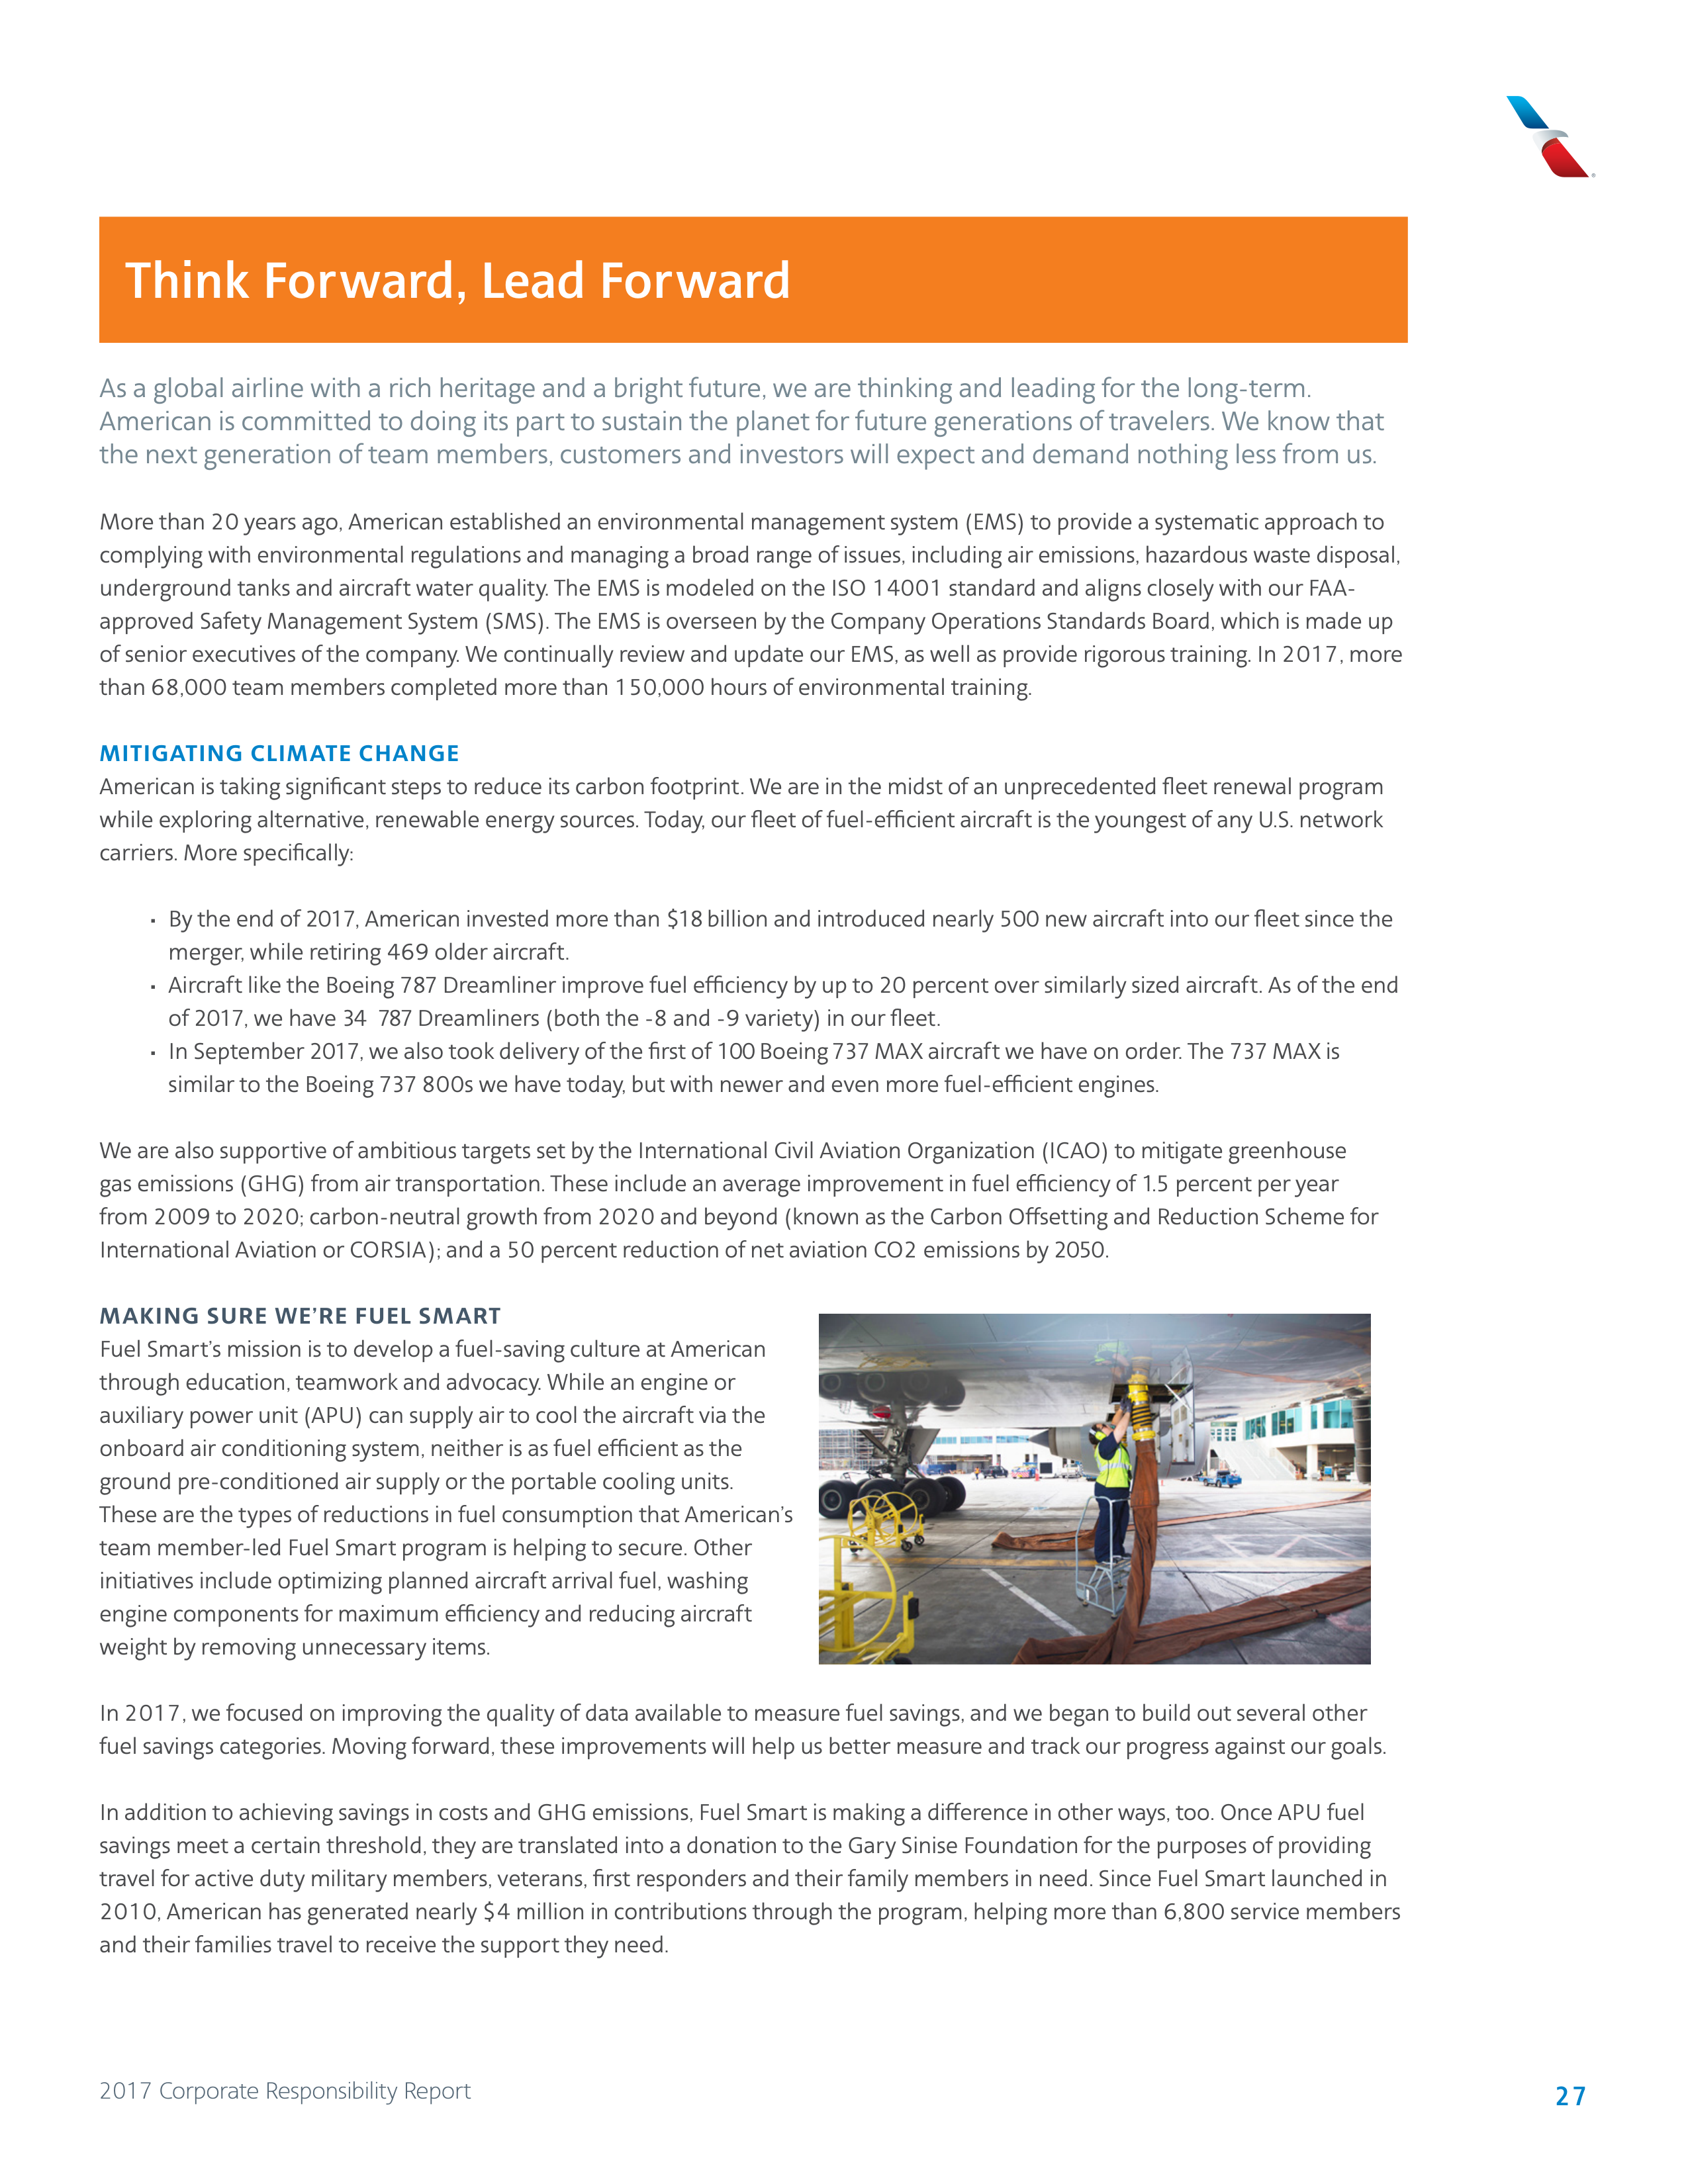 Think Forward, Lead Forward
As a global airline with a rich heritage and a bright future, we are thinking and leading for the long-term.
American is committed to doing its part to sustain the planet for future generations of travelers. We know that
the next generation of team members, customers and investors will expect and demand nothing less from us.
More than 20 years ago, American established an environmental management system (EMS) to provide a systematic approach to
complying with environmental regulations and managing a broad range of issues, including air emissions, hazardous waste disposal,
underground tanks and aircraft water quality. The EMS is modeled on the ISO 14001 standard and aligns closely with our FAA-
approved Safety Management System (SMS). The EMS is overseen by the Company Operations Standards Board, which is made up
of senior executives of the company. We continually review and update our EMS, as well as provide rigorous training. In 2017, more
than 68,000 team members completed more than 150,000 hours of environmental training.
MITIGATING CLIMATE CHANGE
American is taking significant steps to reduce its carbon footprint. We are in the midst of an unprecedented fleet renewal program
while exploring alternative, renewable energy sources. Today, our fleet of fuel-efficient aircraft is the youngest of any U.S. network
carriers. More specifically:
• By the end of 2017, American invested more than $18 billion and introduced nearly 500 new aircraft into our fleet since the
merger, while retiring 469 older aircraft.
• Aircraft like the Boeing 787 Dreamliner improve fuel efficiency by up to 20 percent over similarly sized aircraft. As of the end
of 2017, we have 34 787 Dreamliners (both the -8 and -9 variety) in our fleet.
• In September 2017, we also took delivery of the first of 100 Boeing 737 MAX aircraft we have on order. The 737 MAX is
similar to the Boeing 737 800s we have today, but with newer and even more fuel-efficient engines.
We are also supportive of ambitious targets set by the International Civil Aviation Organization (ICAO) to mitigate greenhouse
gas emissions (GHG) from air transportation. These include an average improvement in fuel efficiency of 1.5 percent per year
from 2009 to 2020; carbon-neutral growth from 2020 and beyond (known as the Carbon Offsetting and Reduction Scheme for
International Aviation or CORSIA); and a 50 percent reduction of net aviation CO2 emissions by 2050.
MAKING SURE WE'RE FUEL SMART
Fuel Smart's mission is to develop a fuel-saving culture at American
through education, teamwork and advocacy. While an engine or
auxiliary power unit (APU) can supply air to cool the aircraft via the
onboard air conditioning system, neither is as fuel efficient as the
ground pre-conditioned air supply or the portable cooling units.
These are the types of reductions in fuel consumption that American's
team member-led Fuel Smart program is helping to secure. Other
initiatives include optimizing planned aircraft arrival fuel, washing
engine components for maximum efficiency and reducing aircraft
weight by removing unnecessary items.
In 2017, we focused on improving the quality of data available to measure fuel savings, and we began to build out several other
fuel savings categories. Moving forward, these improvements will help us better measure and track our progress against our goals.
In addition to achieving savings in costs and GHG emissions, Fuel Smart is making a difference in other ways, too. Once APU fuel
savings meet a certain threshold, they are translated into a donation to the Gary Sinise Foundation for the purposes of providing
travel for active duty military members, veterans, first responders and their family members in need. Since Fuel Smart launched in
2010, American has generated nearly $4 million in contributions through the program, helping more than 6,800 service members
and their families travel to receive the support they need.
2017 Corporate Responsibility Report
27